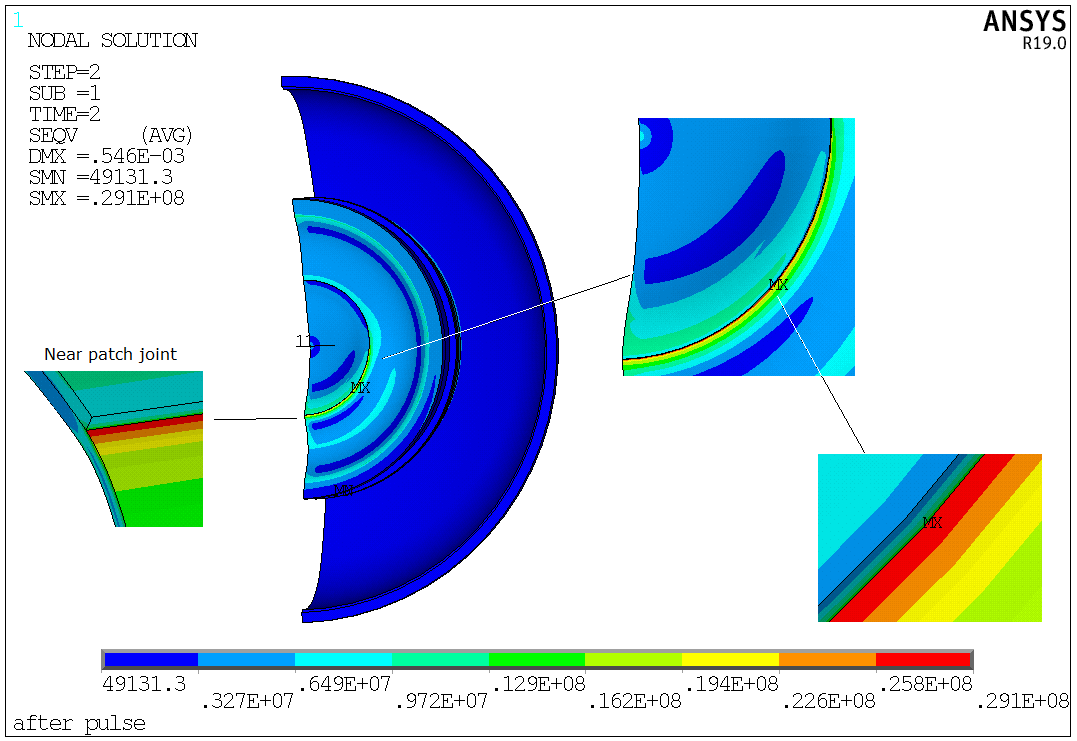 1
ANSYS
R19.0
NODAL SOLUTION
STEP=2
SUB =1
TIME=2
SEQV (AVG)
DMX =.546E-03
SMN =49131.3
SMX =.291E+08
MX
11
Near patch joint
MX
MX
49131.3 .649E+07 .129E+08 .194E+08 .258E+08
.327E+07 .972E+07 .162E+08 .226E+08 .291E+08
after pulse